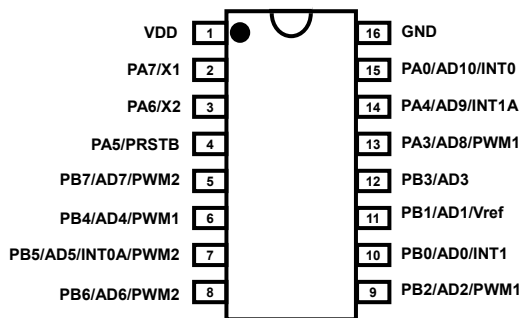 VDD 1 16 GND
PA7/X1 2 15 PA0/AD10/INT0
PA6/X2 3 14 PA4/AD9/INT1A
PA5/PRSTB 4 13 PA3/AD8/PWM1
PB7/AD7/PWM2 5 12 PB3/AD3
PB4/AD4/PWM1 6 11 PB1/AD1/Vref
PB5/AD5/INT0A/PWM2 7 10 PB0/AD0/INT1
PB6/AD6/PWM2 8 9 PB2/AD2/PWM1